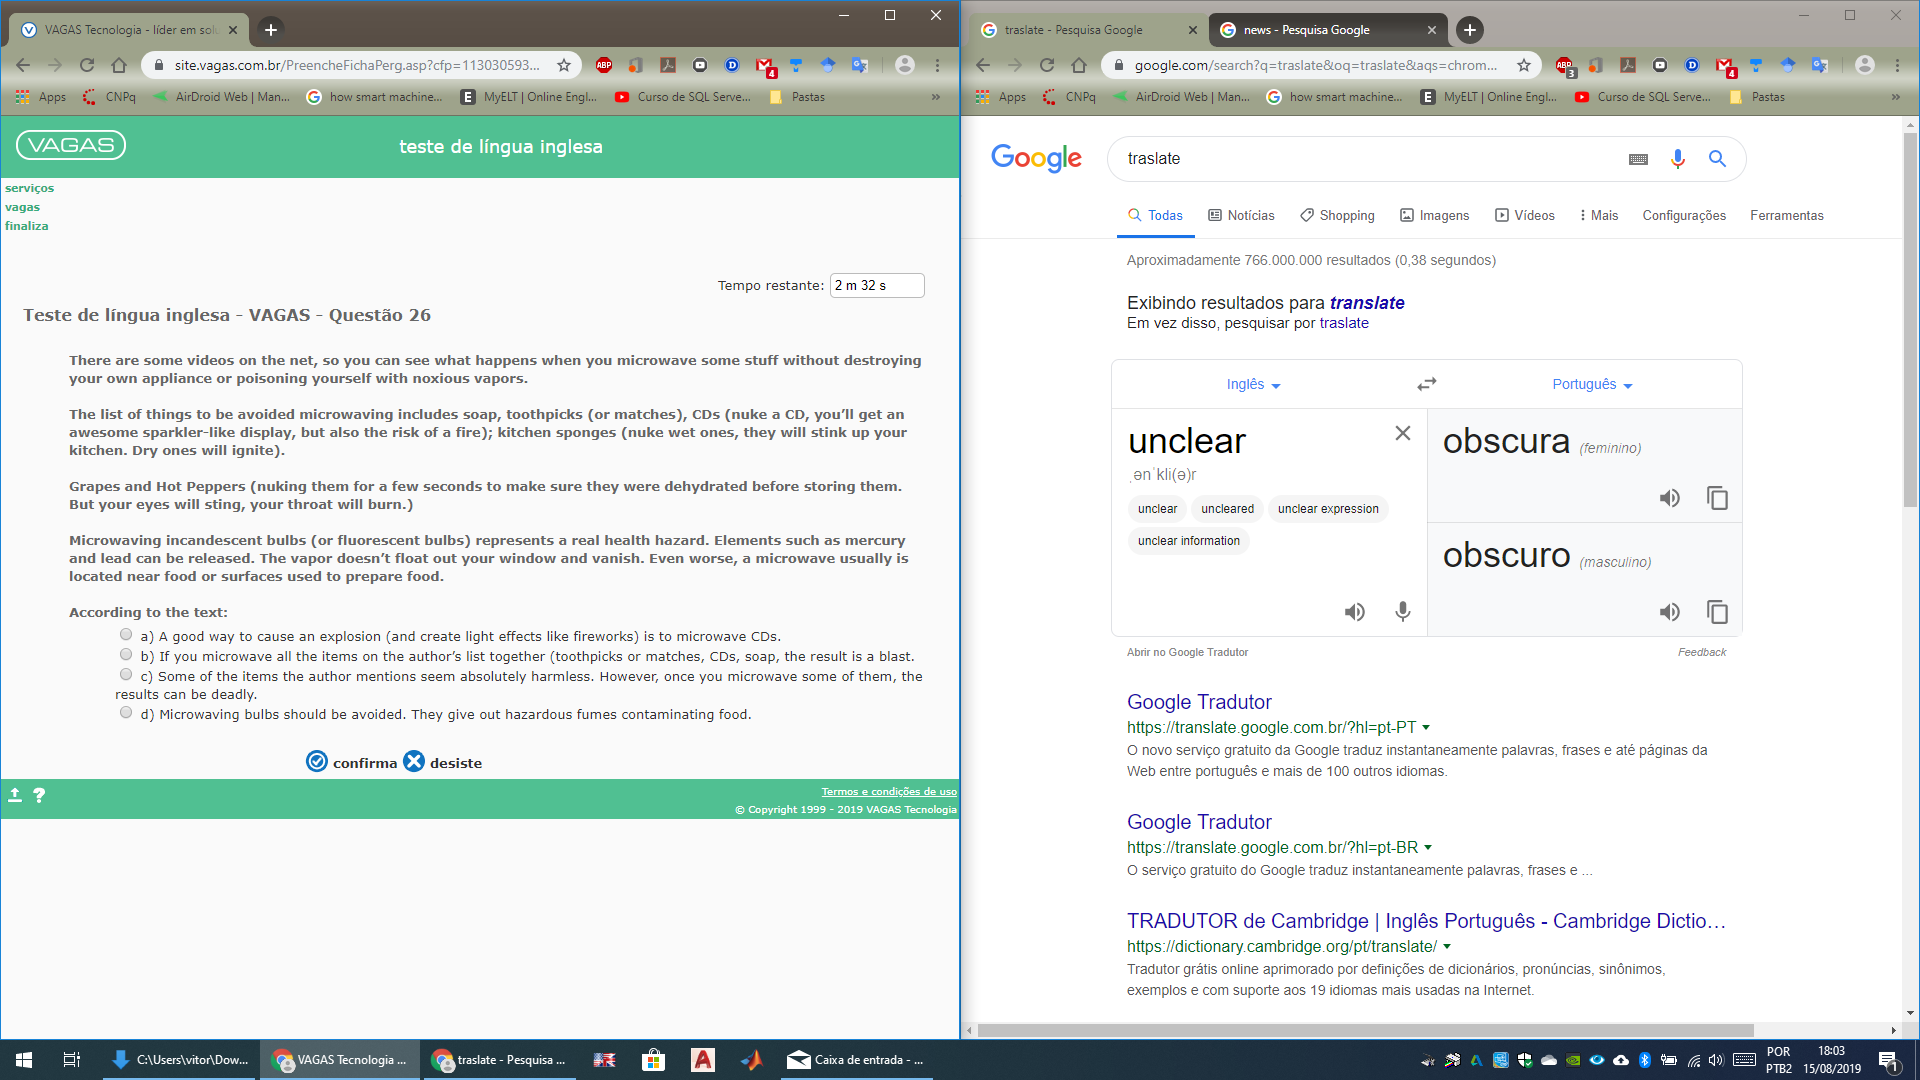 VAGAS Tecnologia - líder em solu
site.vagas.com.br/PreencheFichaPerg.asp?cfp=113030593...
Apps
CNPq
AirDroid Web | Man...
how smart machine...
MyELT | Online Engl...
Curso de SQL Serve...
Pastas
»
VAGAS
teste de língua inglesa
serviços
vagas
finaliza
Tempo restante: 2 m 32 s
Teste de língua inglesa - VAGAS - Questão 26
There are some videos on the net, so you can see what happens when you microwave some stuff without destroying
your own appliance or poisoning yourself with noxious vapors.
The list of things to be avoided microwaving includes soap, toothpicks (or matches), CDs (nuke a CD, you’ll get an
awesome sparkler-like display, but also the risk of a fire); kitchen sponges (nuke wet ones, they will stink up your
kitchen. Dry ones will ignite).
Grapes and Hot Peppers (nuking them for a few seconds to make sure they were dehydrated before storing them.
But your eyes will sting, your throat will burn.)
Microwaving incandescent bulbs (or fluorescent bulbs) represents a real health hazard. Elements such as mercury
and lead can be released. The vapor doesn’t float out your window and vanish. Even worse, a microwave usually is
located near food or surfaces used to prepare food.
According to the text:
a) A good way to cause an explosion (and create light effects like fireworks) is to microwave CDs.
b) If you microwave all the items on the author’s list together (toothpicks or matches, CDs, soap, the result is a blast.
c) Some of the items the author mentions seem absolutely harmless. However, once you microwave some of them, the
results can be deadly.
d) Microwaving bulbs should be avoided. They give out hazardous fumes contaminating food.
confirma desiste
Termos e condições de uso
© Copyright 1999 - 2019 VAGAS Tecnologia
traslate - Pesquisa Google
news - Pesquisa Google
google.com/search?q=traslate&oq=traslate&aqs=chrom...
Apps
CNPq
AirDroid Web | Man...
how smart machine...
MyELT | Online Engl...
Curso de SQL Serve...
Pastas
»
Google
traslate
Todas
Notícias
Shopping
Imagens
Vídeos
Mais
Configurações
Ferramentas
Aproximadamente 766.000.000 resultados (0,38 segundos)
Exibindo resultados para translate
Em vez disso, pesquisar por traslate
Inglês
Português
unclear
ˌənˈkli(ə)r
unclear
uncleared
unclear expression
unclear information
obscura (feminino)
obscuro (masculino)
Abrir no Google Tradutor
Feedback
Google Tradutor
https://translate.google.com.br/?hl=pt-PT
O novo serviço gratuito da Google traduz instantaneamente palavras, frases e até páginas da
Web entre português e mais de 100 outros idiomas.
Google Tradutor
https://translate.google.com.br/?hl=pt-BR
O serviço gratuito do Google traduz instantaneamente palavras, frases e ...
TRADUTOR de Cambridge | Inglês Português - Cambridge Dictio…
https://dictionary.cambridge.org/pt/translate/
Tradutor grátis online aprimorado por definições de dicionários, pronúncias, sinônimos,
exemplos e com suporte aos 19 idiomas mais usadas na Internet.
C:\Users\vitor\Dow...
VAGAS Tecnologia ...
traslate - Pesquisa ...
Caixa de entrada - ...
POR
PTB2
18:03
15/08/2019
1